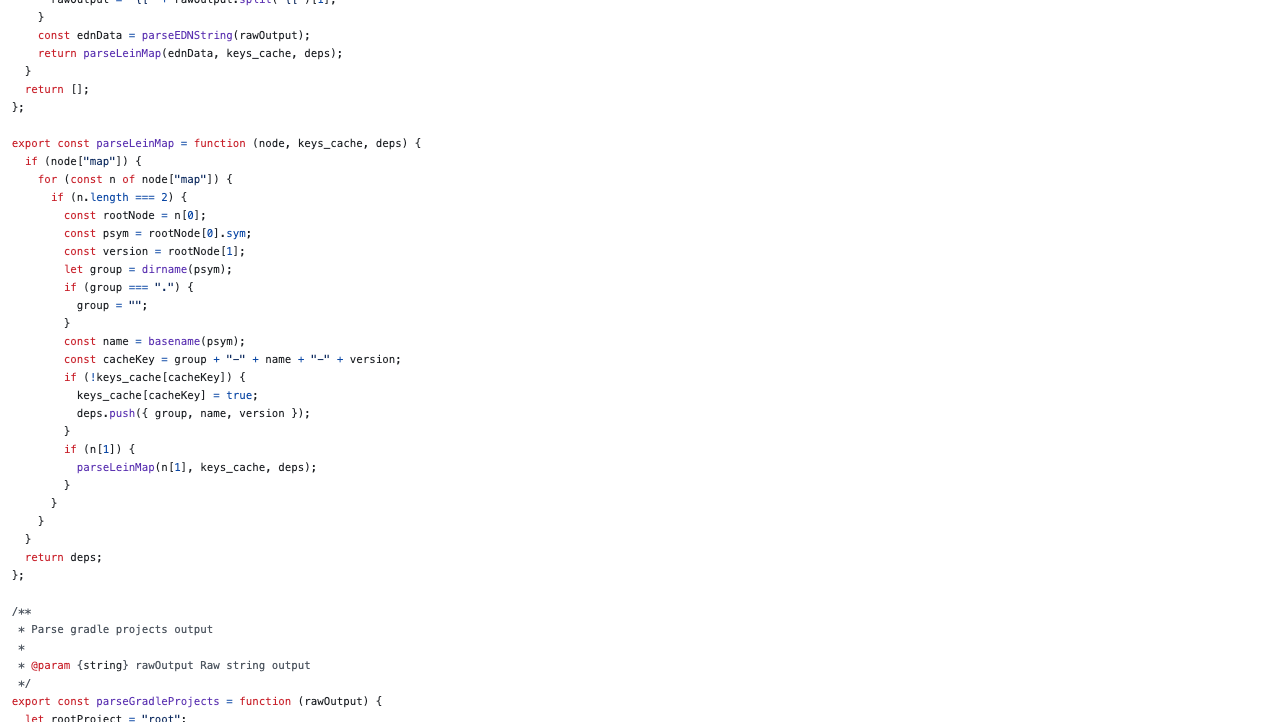 }
    const ednData = parseEDNString(rawOutput);
    return parseLeinMap(ednData, keys_cache, deps);
  }
  return [];
};

export const parseLeinMap = function (node, keys_cache, deps) {
  if (node["map"]) {
    for (const n of node["map"]) {
      if (n.length === 2) {
        const rootNode = n[0];
        const psym = rootNode[0].sym;
        const version = rootNode[1];
        let group = dirname(psym);
        if (group === ".") {
          group = "";
        }
        const name = basename(psym);
        const cacheKey = group + "-" + name + "-" + version;
        if (!keys_cache[cacheKey]) {
          keys_cache[cacheKey] = true;
          deps.push({ group, name, version });
        }
        if (n[1]) {
          parseLeinMap(n[1], keys_cache, deps);
        }
      }
    }
  }
  return deps;
};

/**
 * Parse gradle projects output
 *
 * @param {string} rawOutput Raw string output
 */
export const parseGradleProjects = function (rawOutput) {
  let rootProject = "root";